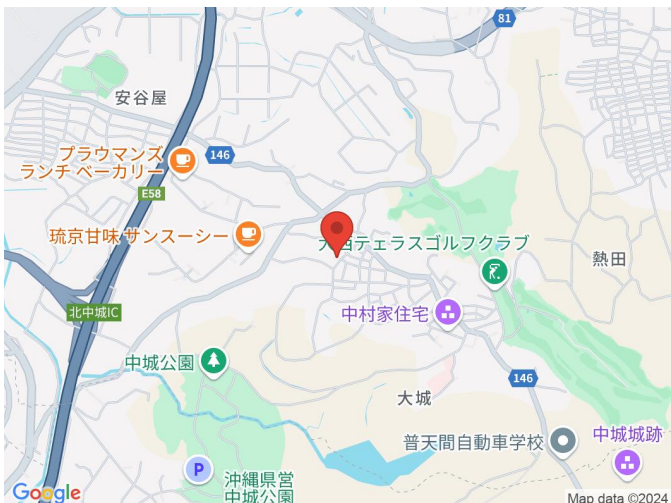 81
安谷屋
プラウマンズ
ランチ ベーカリー
146
E58
琉京甘味 サンスーシー
大西テラスゴルフクラブ
熱田
北中城IC
中村家住宅
中城公園
146
大城
普天間自動車学校
中城城跡
P
沖縄県営
中城公園
Google
Map data ©2024